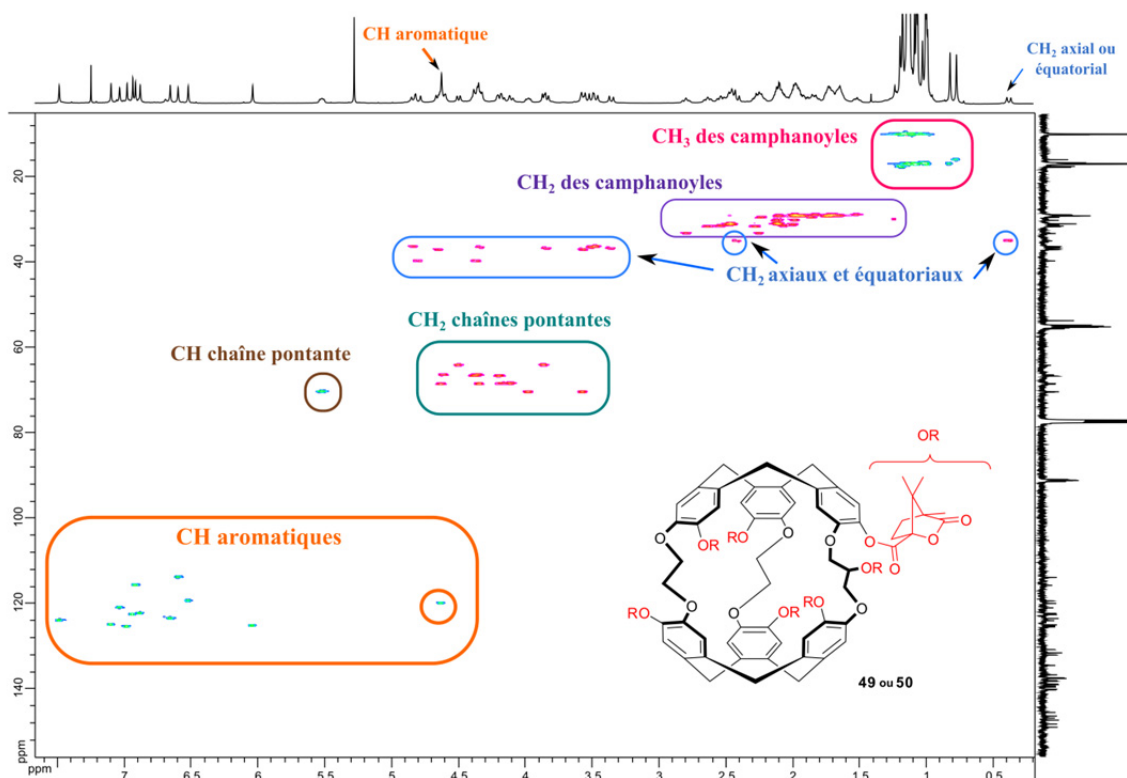 CH aromatique
CH₂ axial ou
équatorial
CH₃ des camphanoyles
CH₂ des camphanoyles
CH₂ axiaux et équatoriaux
CH₂ chaînes pontantes
CH chaîne pontante
CH aromatiques
OR
OR
RO
O
O
O
O
O
O
O
O
OR
RO
RO
O
O
O
OR
49 ou 50
20
40
60
80
100
120
140
ppm
ppm
7
6.5
6
5.5
5
4.5
4
3.5
3
2.5
2
1.5
1
0.5